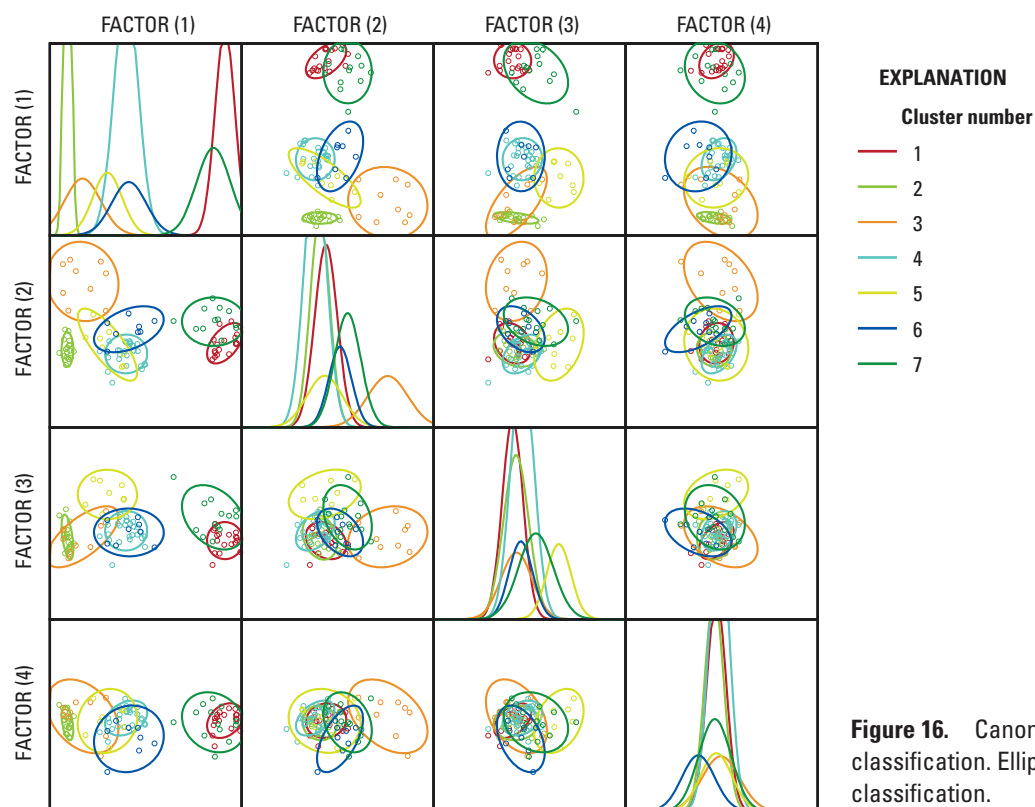 FACTOR (1) FACTOR (2) FACTOR (3) FACTOR (4)
FACTOR (1)
FACTOR (2)
FACTOR (3)
FACTOR (4)
EXPLANATION
Cluster number
1
2
3
4
5
6
7
Figure 16. Canon
classification. Ellip
classification.